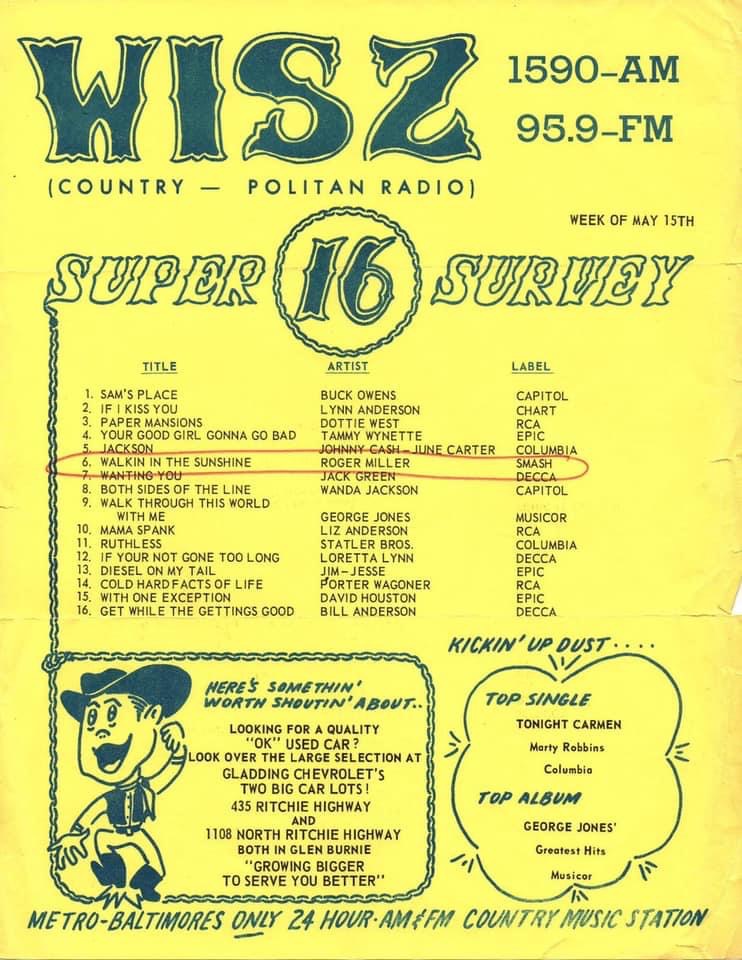 WISZ
1590-AM
95.9-FM
(COUNTRY — POLITAN RADIO)
WEEK OF MAY 15TH
SUPER 16 SURVEY
TITLE ARTIST LABEL
1. SAM'S PLACE BUCK OWENS CAPITOL
2. IF I KISS YOU LYNN ANDERSON CHART
3. PAPER MANSIONS DOTTIE WEST RCA
4. YOUR GOOD GIRL GONNA GO BAD TAMMY WYNETTE EPIC
5. JACKSON JOHNNY CASH - JUNE CARTER COLUMBIA
6. WALKIN IN THE SUNSHINE ROGER MILLER SMASH
7. WANTING YOU JACK GREEN DECCA
8. BOTH SIDES OF THE LINE WANDA JACKSON CAPITOL
9. WALK THROUGH THIS WORLD
WITH ME GEORGE JONES MUSICOR
10. MAMA SPANK LIZ ANDERSON RCA
11. RUTHLESS STATLER BROS. COLUMBIA
12. IF YOUR NOT GONE TOO LONG LORETTA LYNN DECCA
13. DIESEL ON MY TAIL JIM-JESSE EPIC
14. COLD HARD FACTS OF LIFE PORTER WAGONER RCA
15. WITH ONE EXCEPTION DAVID HOUSTON EPIC
16. GET WHILE THE GETTINGS GOOD BILL ANDERSON DECCA
HERE'S SOMETHIN'
WORTH SHOUTIN' ABOUT..
LOOKING FOR A QUALITY
"OK" USED CAR?
LOOK OVER THE LARGE SELECTION AT
GLADDING CHEVROLET'S
TWO BIG CAR LOTS!
435 RITCHIE HIGHWAY
AND
1108 NORTH RITCHIE HIGHWAY
BOTH IN GLEN BURNIE
"GROWING BIGGER
TO SERVE YOU BETTER"
KICKIN' UP DUST....
TOP SINGLE
TONIGHT CARMEN
Marty Robbins
Columbia
TOP ALBUM
GEORGE JONES'
Greatest Hits
Musicor
METRO-BALTIMORES ONLY 24 HOUR-AM & FM COUNTRY MUSIC STATION